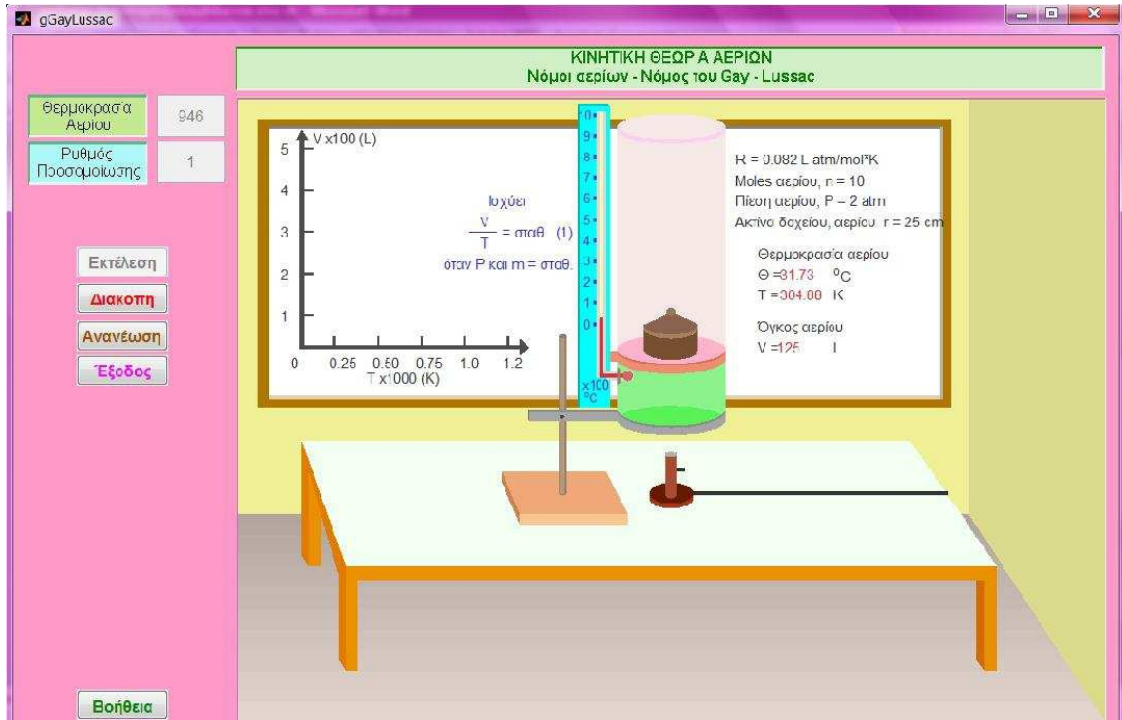 gGayLussac
ΚΙΝΗΤΙΚΗ ΘΕΩΡ Α ΑΕΡΙΩΝ
Νόμοι αερίων - Νόμος του Gay - Lussac
Θερμοκρασία
Αερίου
946
Ρυθμός
Προσομοίωσης
1
Εκτέλεση
Διακοπη
Ανανέωση
Έξοδος
Βοήθεια
V x100 (L)
5
4
3
2
1
0 0.25 0.50 0.75 1.0 1.2
T x1000 (K)
Ισχύει
V
T
= σταθ (1)
όταν P και m = σταθ.
10
9
8
7
6
5
4
3
2
1
0
x100
ºC
R = 0.082 L atm/mol*K
Moles αερίου, n = 10
Πίεση αερίου, P = 2 atm
Ακτίνα δοχείου, αερίου r = 25 cm
Θερμοκρασία αερίου
Θ =31.73 ºC
T =304.88 K
Όγκος αερίου
V =125 l